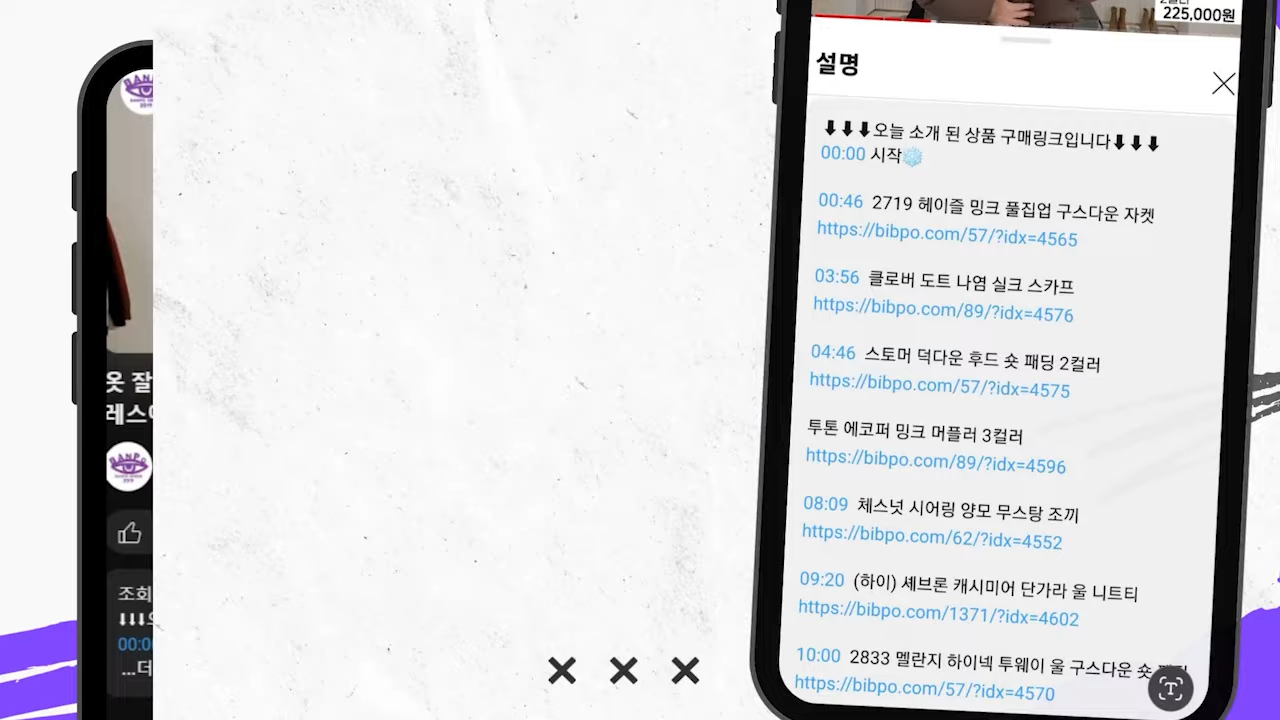 BANPO
옷 잘
레스
BANPO
조회
⬇⬇⬇
00:0
...더
225,000원
설명
⬇⬇⬇오늘 소개 된 상품 구매링크입니다⬇⬇⬇
00:00 시작❄️
00:46 2719 헤이즐 밍크 풀집업 구스다운 자켓
https://bibpo.com/57/?idx=4565
03:56 클로버 도트 나염 실크 스카프
https://bibpo.com/89/?idx=4576
04:46 스토머 덕다운 후드 숏 패딩 2컬러
https://bibpo.com/57/?idx=4575
투톤 에코퍼 밍크 머플러 3컬러
https://bibpo.com/89/?idx=4596
08:09 체스넛 시어링 양모 무스탕 조끼
https://bibpo.com/62/?idx=4552
09:20 (하이) 셰브론 캐시미어 단가라 울 니트티
https://bibpo.com/1371/?idx=4602
10:00 2833 멜란지 하이넥 투웨이 울 구스다운 숏
https://bibpo.com/57/?idx=4570